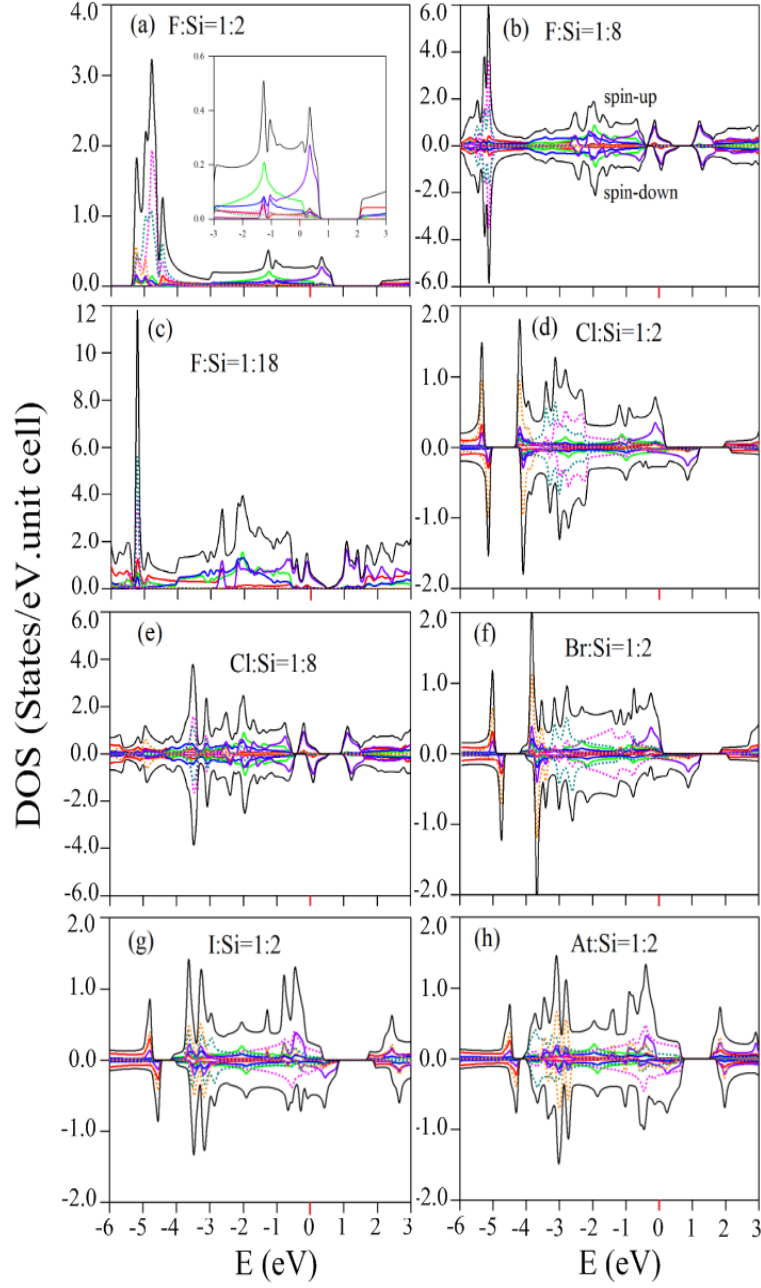 DOS (States/eV.unit cell)
(a) F:Si=1:2
4.0
3.0
2.0
1.0
0.0
0.6
0.4
0.2
0.0
-3 -2 -1 0 1 2 3
(b) F:Si=1:8
spin-up
spin-down
6.0
4.0
2.0
0.0
-2.0
-4.0
-6.0
(c)
F:Si=1:18
12
10
8.0
6.0
4.0
2.0
0.0
(d) Cl:Si=1:2
2.0
1.0
0.0
-1.0
-2.0
(e)
Cl:Si=1:8
6.0
4.0
2.0
0.0
-2.0
-4.0
-6.0
(f)
Br:Si=1:2
2.0
1.0
0.0
-1.0
-2.0
(g) I:Si=1:2
2.0
1.0
0.0
-1.0
-2.0
-6 -5 -4 -3 -2 -1 0 1 2 3
E (eV)
(h) At:Si=1:2
2.0
1.0
0.0
-1.0
-2.0
-6 -5 -4 -3 -2 -1 0 1 2 3
E (eV)